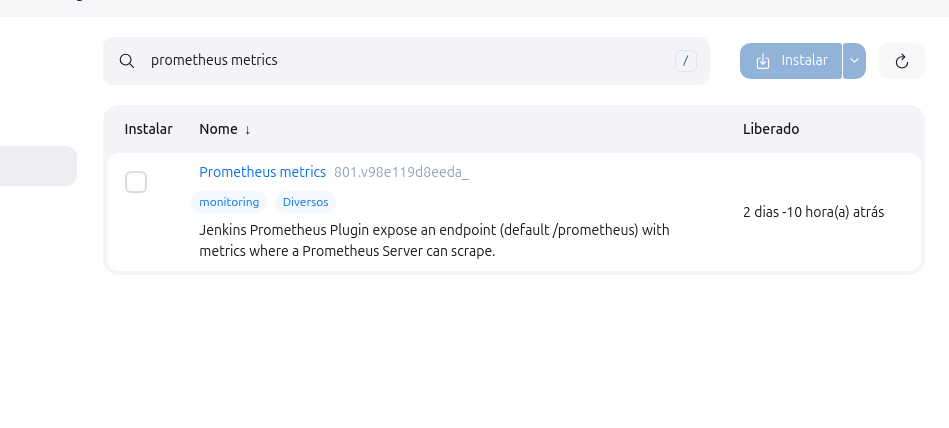 prometheus metrics
/
Instalar
Instalar Nome ↓ Liberado
Prometheus metrics 801.v98e119d8eeda_
monitoring Diversos
Jenkins Prometheus Plugin expose an endpoint (default /prometheus) with
metrics where a Prometheus Server can scrape.
2 dias -10 hora(a) atrás